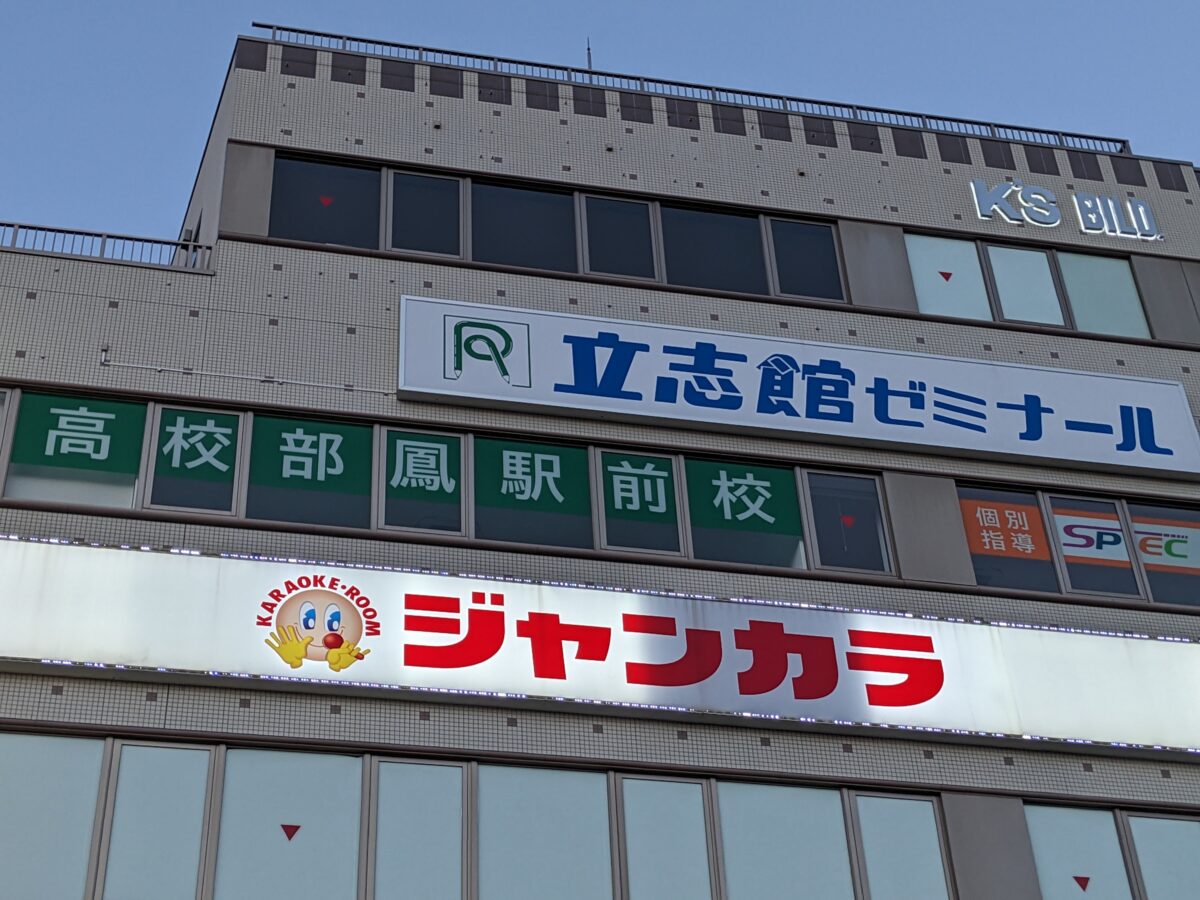 K'S BILD.
立志館ゼミナール
高校部鳳駅前校
個別
指導
SPEC
KARAOKE・ROOM
ジャンカラ